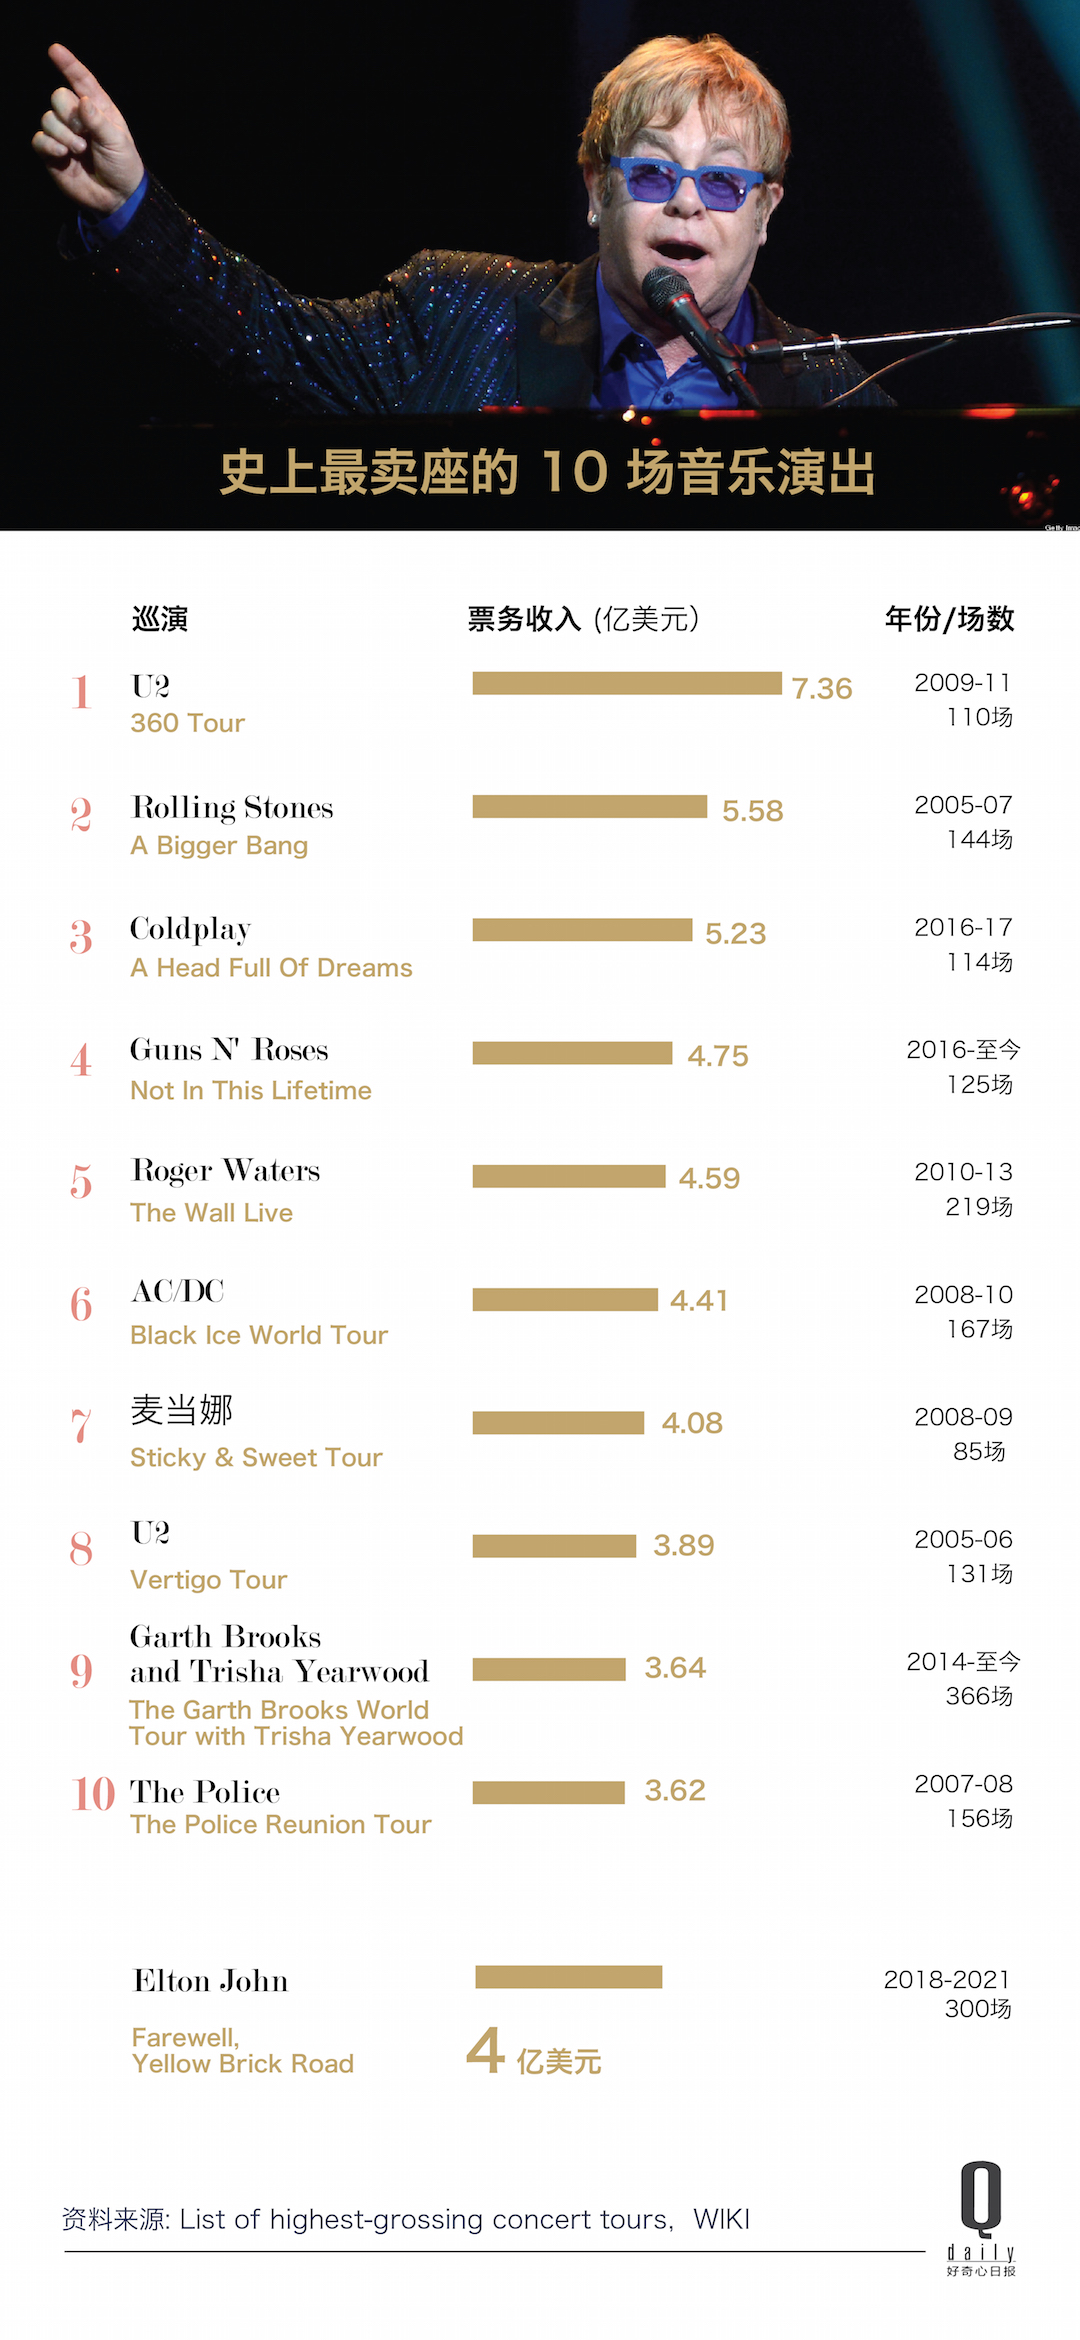 史上最卖座的 10 场音乐演出
巡演 票务收入 (亿美元） 年份/场数
1 U2 7.36 2009-11
360 Tour 110场
2 Rolling Stones 5.58 2005-07
A Bigger Bang 144场
3 Coldplay 5.23 2016-17
A Head Full Of Dreams 114场
4 Guns N' Roses 4.75 2016-至今
Not In This Lifetime 125场
5 Roger Waters 4.59 2010-13
The Wall Live 219场
6 AC/DC 4.41 2008-10
Black Ice World Tour 167场
7 麦当娜 4.08 2008-09
Sticky & Sweet Tour 85场
8 U2 3.89 2005-06
Vertigo Tour 131场
Garth Brooks
9 and Trisha Yearwood 3.64 2014-至今
The Garth Brooks World 366场
Tour with Trisha Yearwood
10 The Police 3.62 2007-08
The Police Reunion Tour 156场
Elton John 2018-2021
300场
Farewell,
Yellow Brick Road 4 亿美元
资料来源: List of highest-grossing concert tours, WIKI
Q
daily
好奇心日报